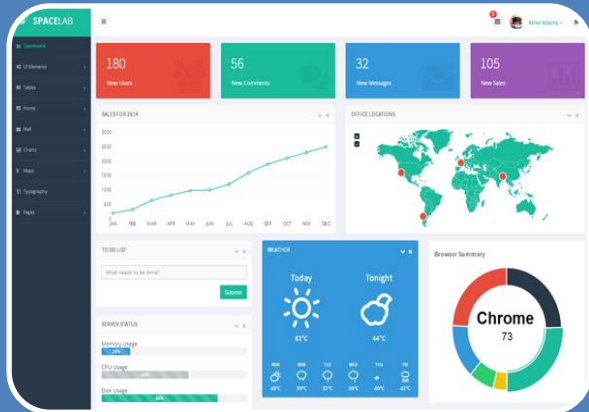 SPACELAB
Mike Adams
Dashboard
UI Elements
Tables
Forms
Mail
Charts
Maps
Typography
Pages
180
New Users
56
New Comments
32
New Messages
105
New Sales
SALES FOR 2014
JAN FEB MAR APR MAY JUN JUL AUG SEP OCT NOV DEC
OFFICE LOCATIONS
TO DO LIST
What needs to be done?
Submit
SERVER STATUS
Memory Usage
CPU Usage
Disk Usage
WEATHER
Today Tonight
62°C 44°C
Browser Summary
Chrome
73